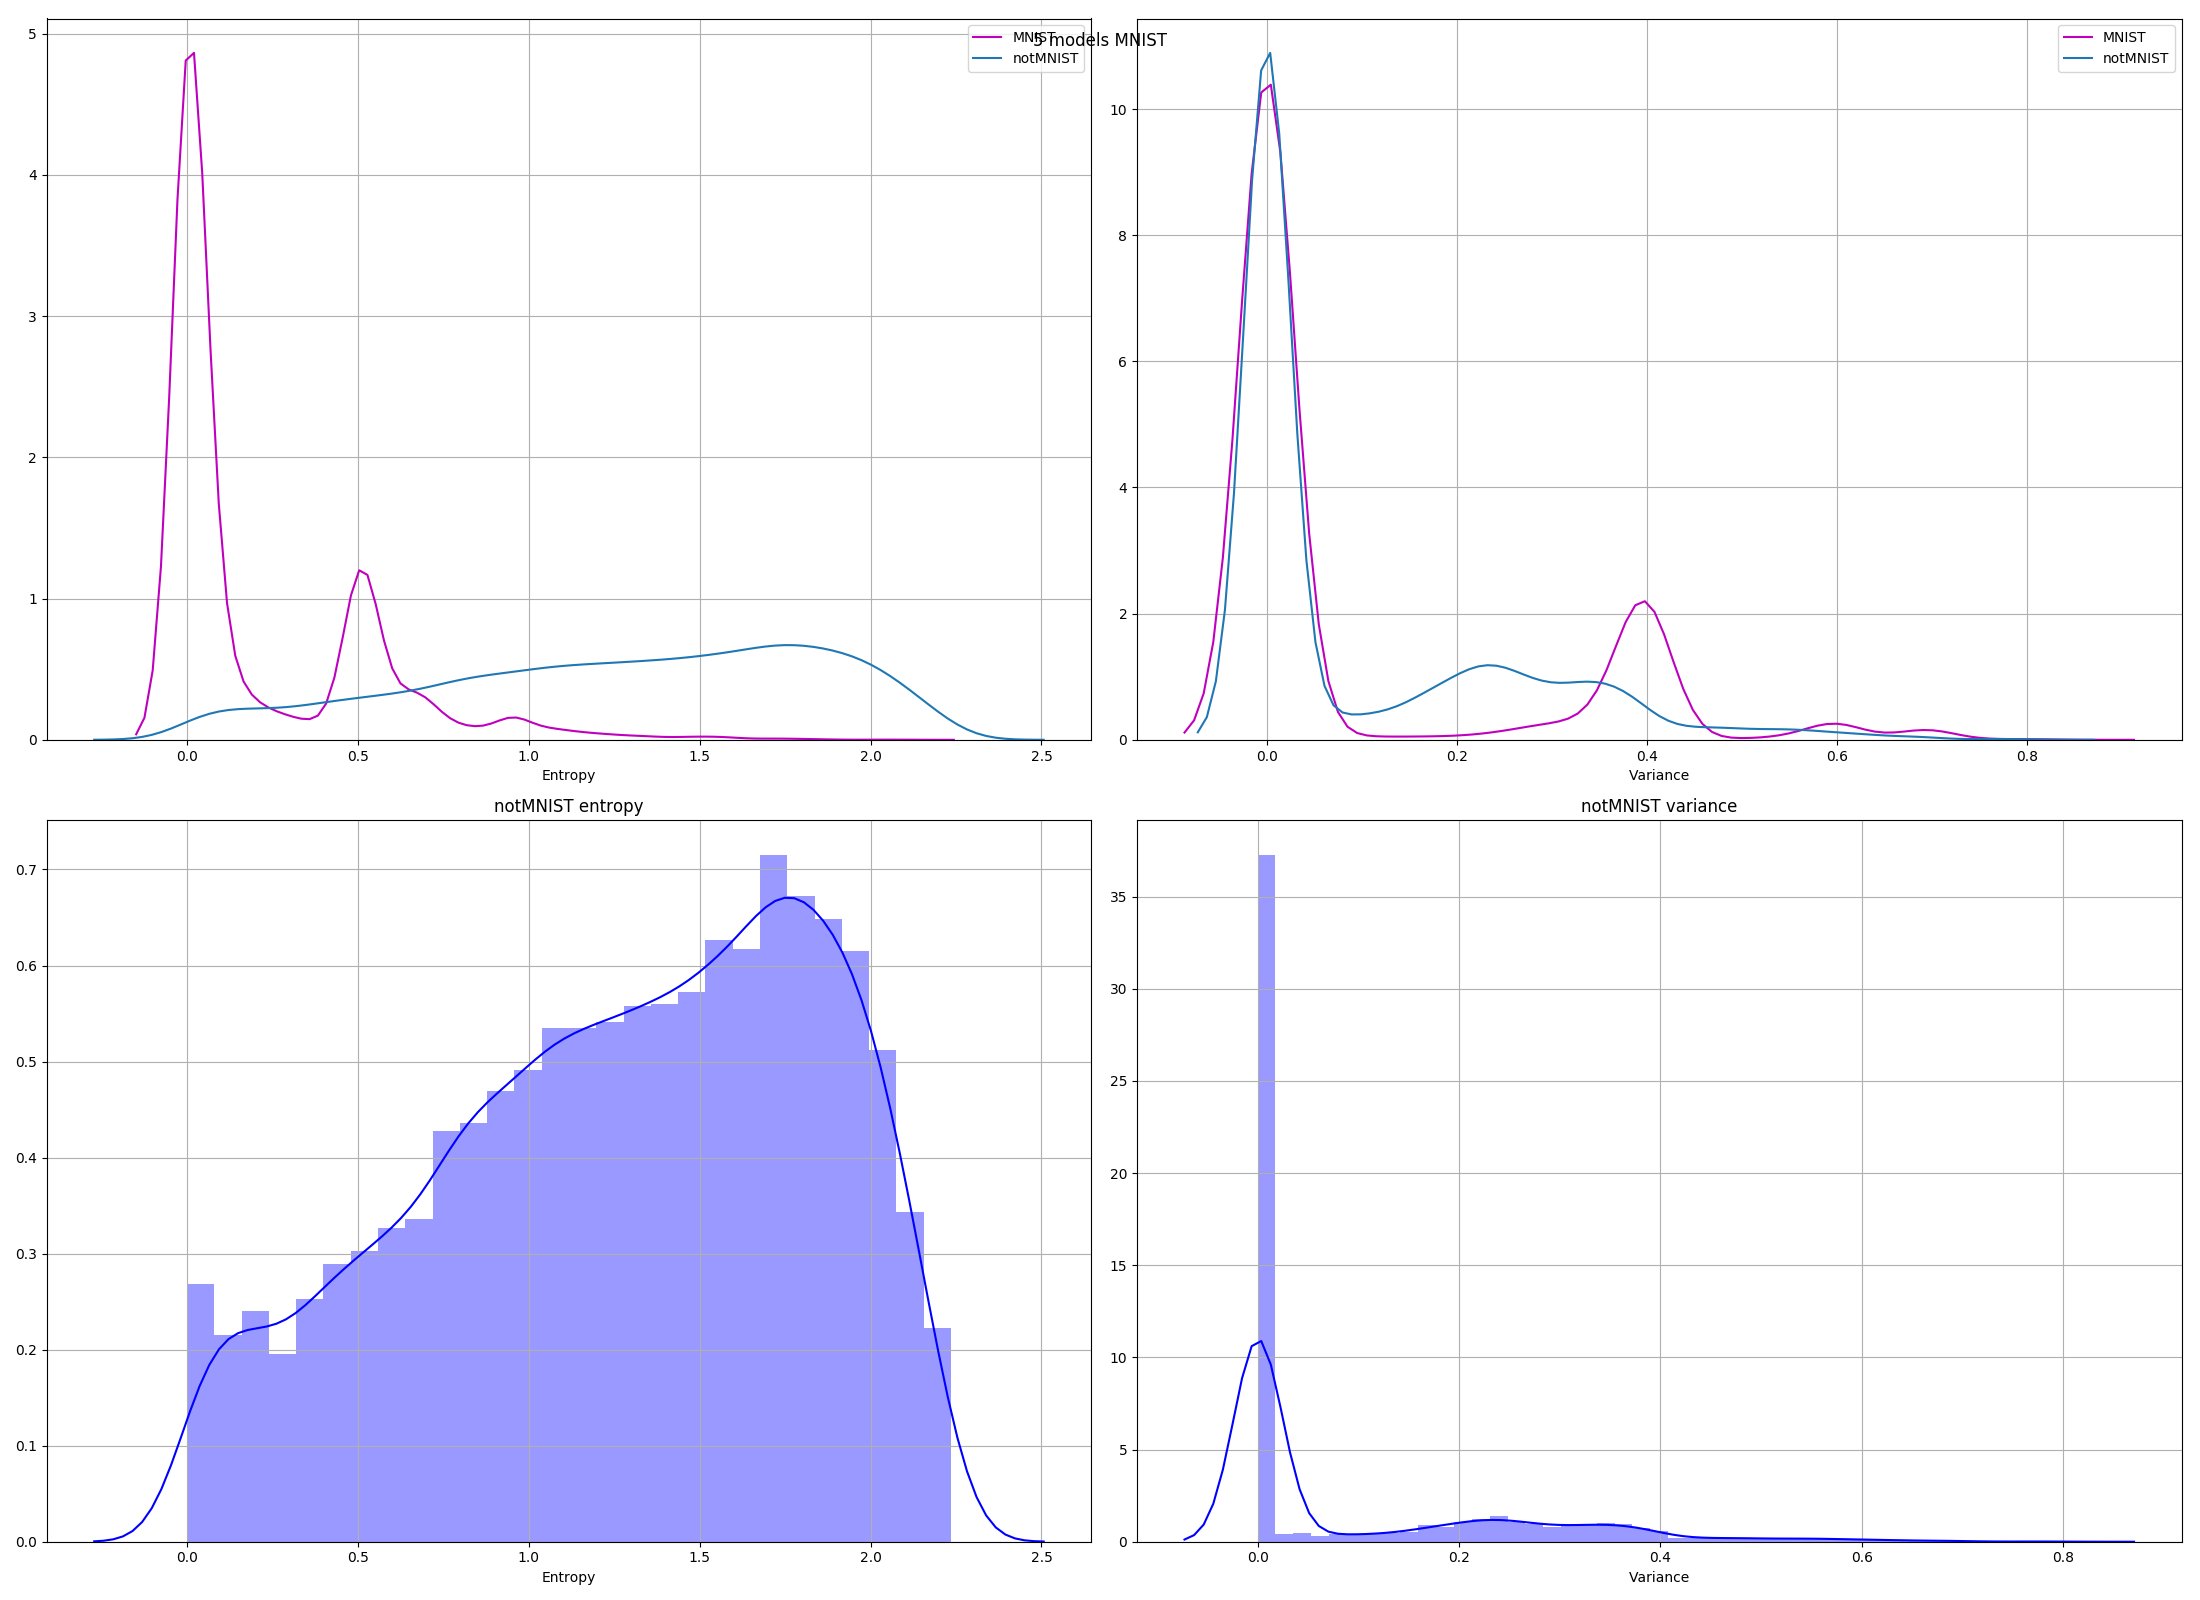 5 models MNIST
MNIST
notMNIST
5
4
3
2
1
0
0.0 0.5 1.0 1.5 2.0 2.5
Entropy
MNIST
notMNIST
10
8
6
4
2
0
0.0 0.2 0.4 0.6 0.8
Variance
notMNIST entropy
0.7
0.6
0.5
0.4
0.3
0.2
0.1
0.0
0.0 0.5 1.0 1.5 2.0 2.5
Entropy
notMNIST variance
35
30
25
20
15
10
5
0
0.0 0.2 0.4 0.6 0.8
Variance